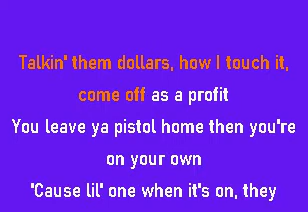 Talkin' them dollars, how I touch it,
come off as a profit
You leave ya pistol home then you're
on your own
'Cause lil' one when it's on, they